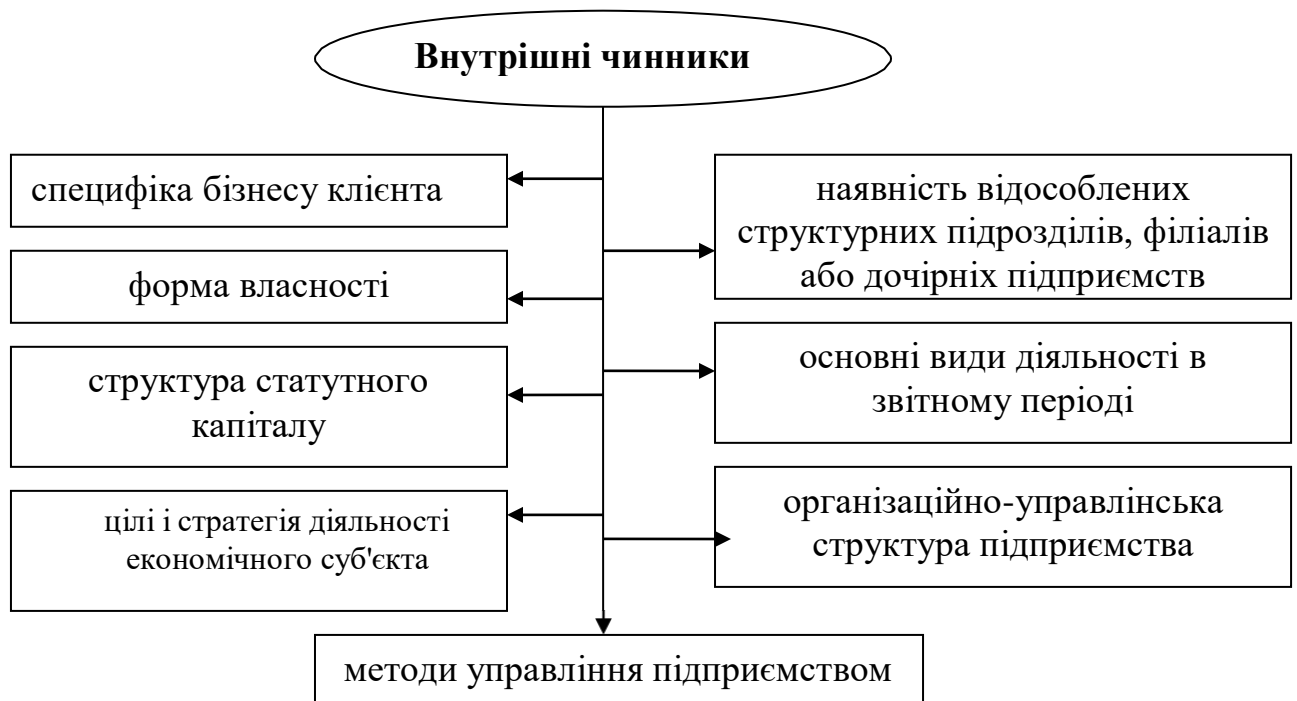 Внутрішні чинники
специфіка бізнесу клієнта
форма власності
структура статутного
капіталу
цілі і стратегія діяльності
економічного суб'єкта
наявність відособлених
структурних підрозділів, філіалів
або дочірніх підприємств
основні види діяльності в
звітному періоді
організаційно-управлінська
структура підприємства
методи управління підприємством